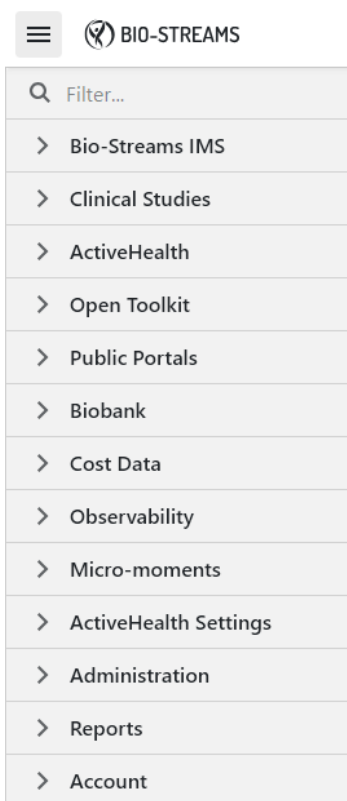 BIO-STREAMS
Filter...
Bio-Streams IMS
Clinical Studies
ActiveHealth
Open Toolkit
Public Portals
Biobank
Cost Data
Observability
Micro-moments
ActiveHealth Settings
Administration
Reports
Account